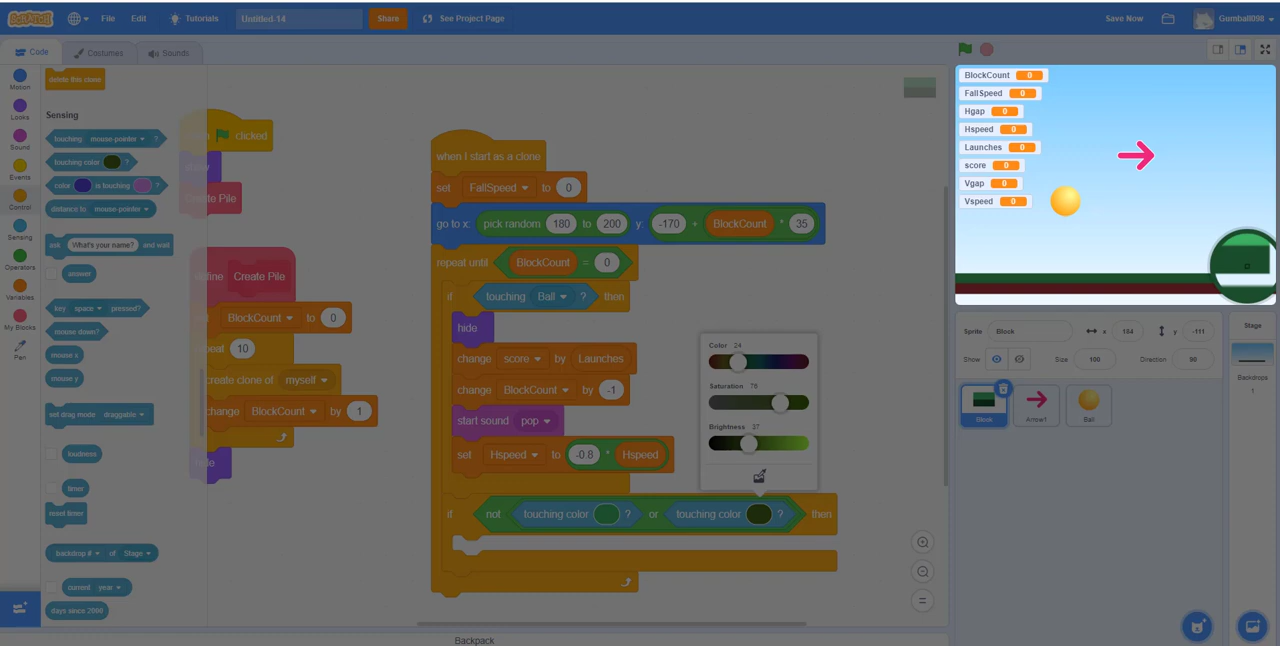 SCRATCH File Edit Tutorials Untitled-14 Share See Project Page Save Now Gumball098
Code Costumes Sounds
Motion
Looks
Sound
Events
Control
Sensing
Operators
Variables
My Blocks
Pen
delete this clone
Sensing
touching mouse-pointer ?
touching color ?
color is touching ?
distance to mouse-pointer
ask What's your name? and wait
answer
key space pressed?
mouse down?
mouse x
mouse y
set drag mode draggable
loudness
timer
reset timer
backdrop # of Stage
current year
days since 2000
clicked
Create Pile
define Create Pile
BlockCount to 0
repeat 10
create clone of myself
change BlockCount by 1
hide
when I start as a clone
set FallSpeed to 0
go to x: pick random 180 to 200 y: -170 + BlockCount * 35
repeat until BlockCount = 0
if touching Ball ? then
hide
change score by Launches
change BlockCount by -1
start sound pop
set Hspeed to -0.8 * Hspeed
if not touching color ? or touching color ? then
Color 24
Saturation 78
Brightness 37
Backpack
BlockCount 0
FallSpeed 0
Hgap 0
Hspeed 0
Launches 0
score 0
Vgap 0
Vspeed 0
Sprite Block x 184 y -111
Show Size 100 Direction 90
Block Arrow1 Ball
Stage
Backdrops
1